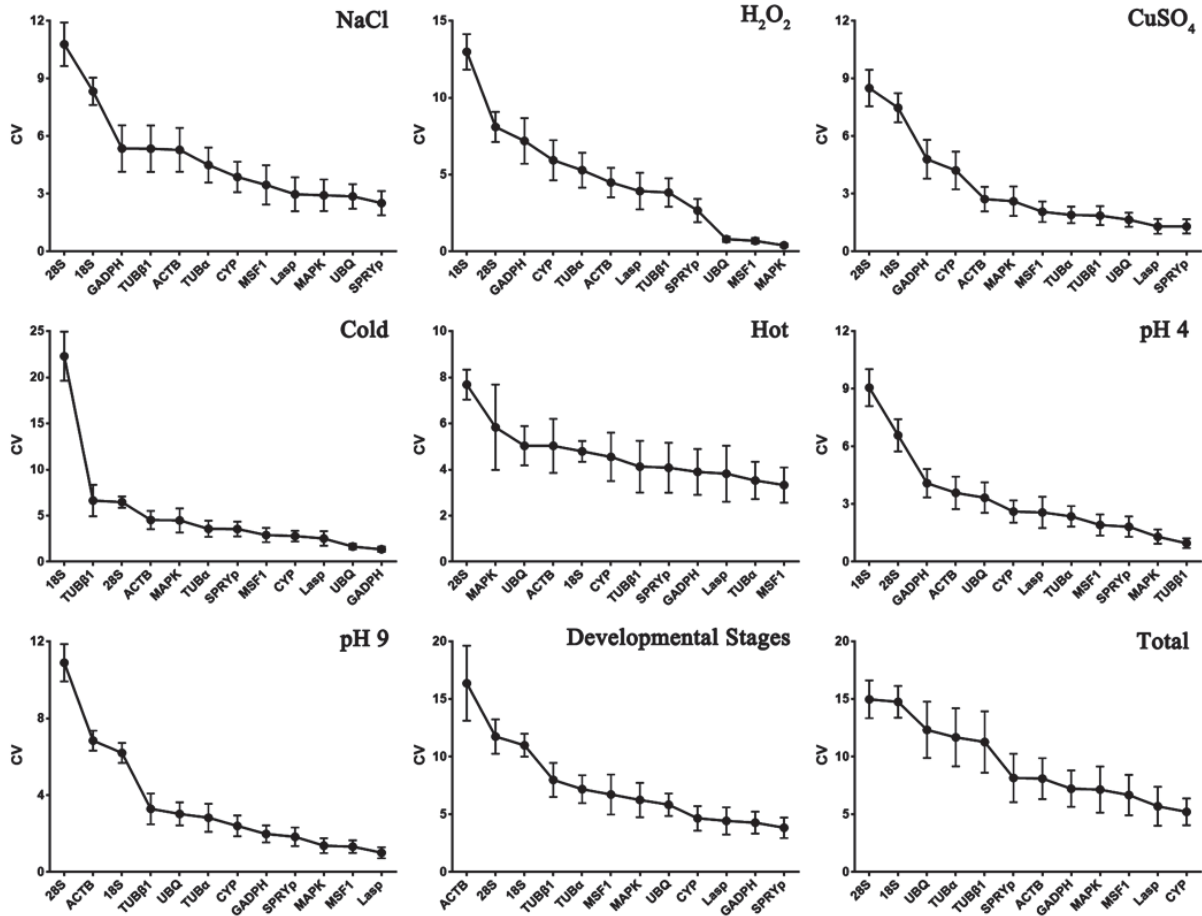 NaCl
12
9
6
3
0
CV
28S
18S
GADPH
TUBβ1
ACTB
TUBα
CYP
MSF1
Lasp
MAPK
UBQ
SPRYp
H₂O₂
15
10
5
0
CV
18S
28S
GADPH
CYP
TUBα
ACTB
Lasp
TUBβ1
SPRYp
UBQ
MSF1
MAPK
CuSO₄
12
9
6
3
0
CV
28S
18S
GADPH
CYP
ACTB
MAPK
MSF1
TUBα
TUBβ1
UBQ
Lasp
SPRYp
Cold
25
20
15
10
5
0
CV
18S
TUBβ1
28S
ACTB
MAPK
TUBα
SPRYp
MSF1
CYP
Lasp
UBQ
GADPH
Hot
10
8
6
4
2
0
CV
28S
MAPK
UBQ
ACTB
18S
CYP
TUBβ1
SPRYp
GADPH
Lasp
TUBα
MSF1
pH 4
12
9
6
3
0
CV
18S
28S
GADPH
ACTB
UBQ
CYP
Lasp
TUBα
MSF1
SPRYp
MAPK
TUBβ1
pH 9
12
8
4
0
CV
28S
ACTB
18S
TUBβ1
UBQ
TUBα
CYP
GADPH
SPRYp
MAPK
MSF1
Lasp
Developmental Stages
20
15
10
5
0
CV
ACTB
28S
18S
TUBβ1
TUBα
MSF1
MAPK
UBQ
CYP
Lasp
GADPH
SPRYp
Total
20
15
10
5
0
CV
28S
18S
UBQ
TUBα
TUBβ1
SPRYp
ACTB
GADPH
MAPK
MSF1
Lasp
CYP